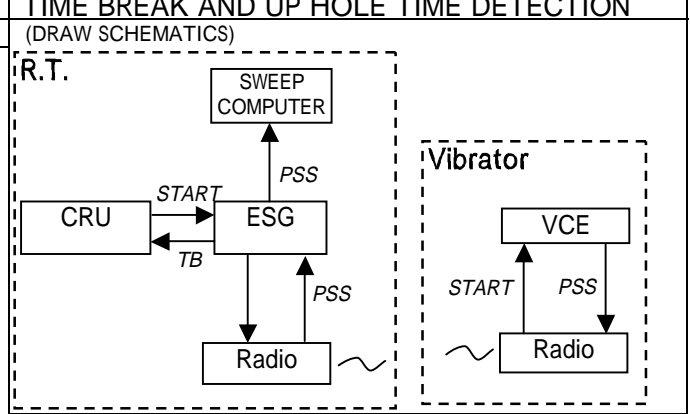 TIME BREAK AND UP HOLE TIME DETECTION
(DRAW SCHEMATICS)
R.T.
SWEEP
COMPUTER
PSS
START
CRU
ESG
TB
PSS
Radio
Vibrator
VCE
START
PSS
Radio